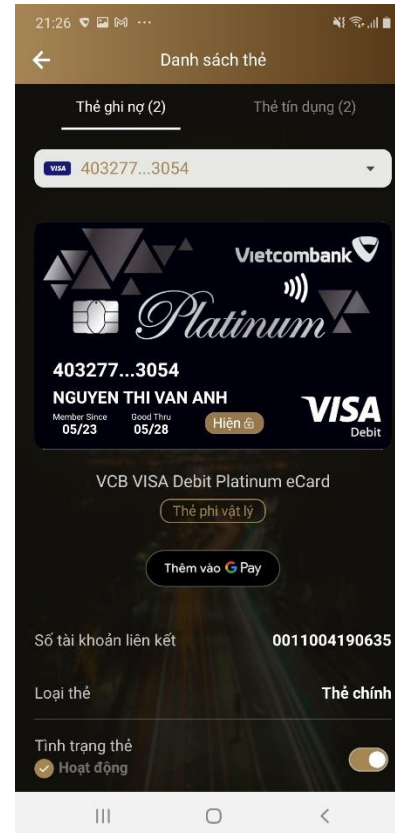 21:26
Danh sách thẻ
Thẻ ghi nợ (2) Thẻ tín dụng (2)
VISA 403277...3054
Vietcombank
Platinum
403277...3054
NGUYEN THI VAN ANH
Member Since Good Thru
05/23 05/28 Hiện
VISA
Debit
VCB VISA Debit Platinum eCard
Thẻ phi vật lý
Thêm vào G Pay
Số tài khoản liên kết 0011004190635
Loại thẻ Thẻ chính
Tình trạng thẻ
Hoạt động